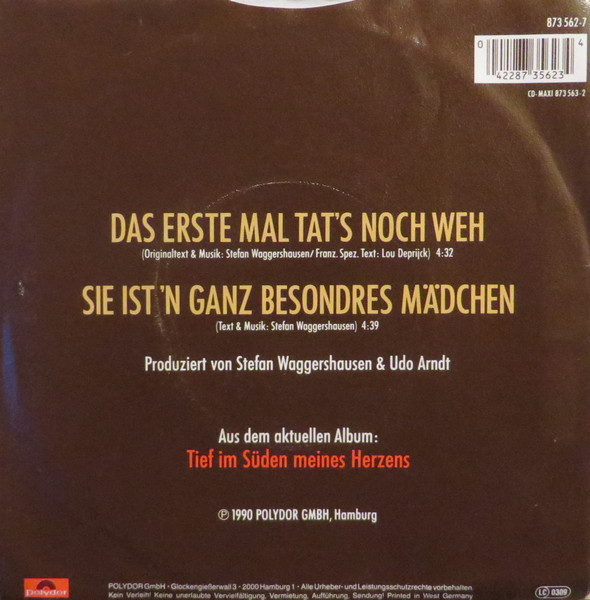 873 562-7
0
4
42287 35623
CD-MAXI 873 563-2
DAS ERSTE MAL TAT'S NOCH WEH
(Originaltext & Musik: Stefan Waggershausen/Franz. Spez. Text: Lou Deprijck) 4:32
SIE IST 'N GANZ BESONDRES MÄDCHEN
(Text & Musik: Stefan Waggershausen) 4:39
Produziert von Stefan Waggershausen & Udo Arndt
Aus dem aktuellen Album:
Tief im Süden meines Herzens
℗ 1990 POLYDOR GMBH, Hamburg
polydor
POLYDOR GmbH · Glockengießerwall 3 · 2000 Hamburg 1 · Alle Urheber- und Leistungsschutzrechte vorbehalten.
Kein Verleih! Keine unerlaubte Vervielfältigung, Vermietung, Aufführung, Sendung! Printed in West Germany
LC 0309